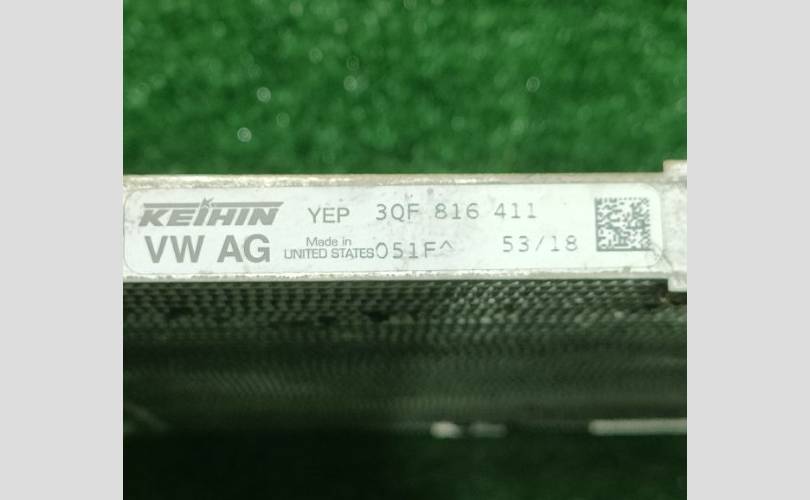 KEIHIN YEP 3QF 816 411
VW AG Made in UNITED STATES 051F^ 53/18